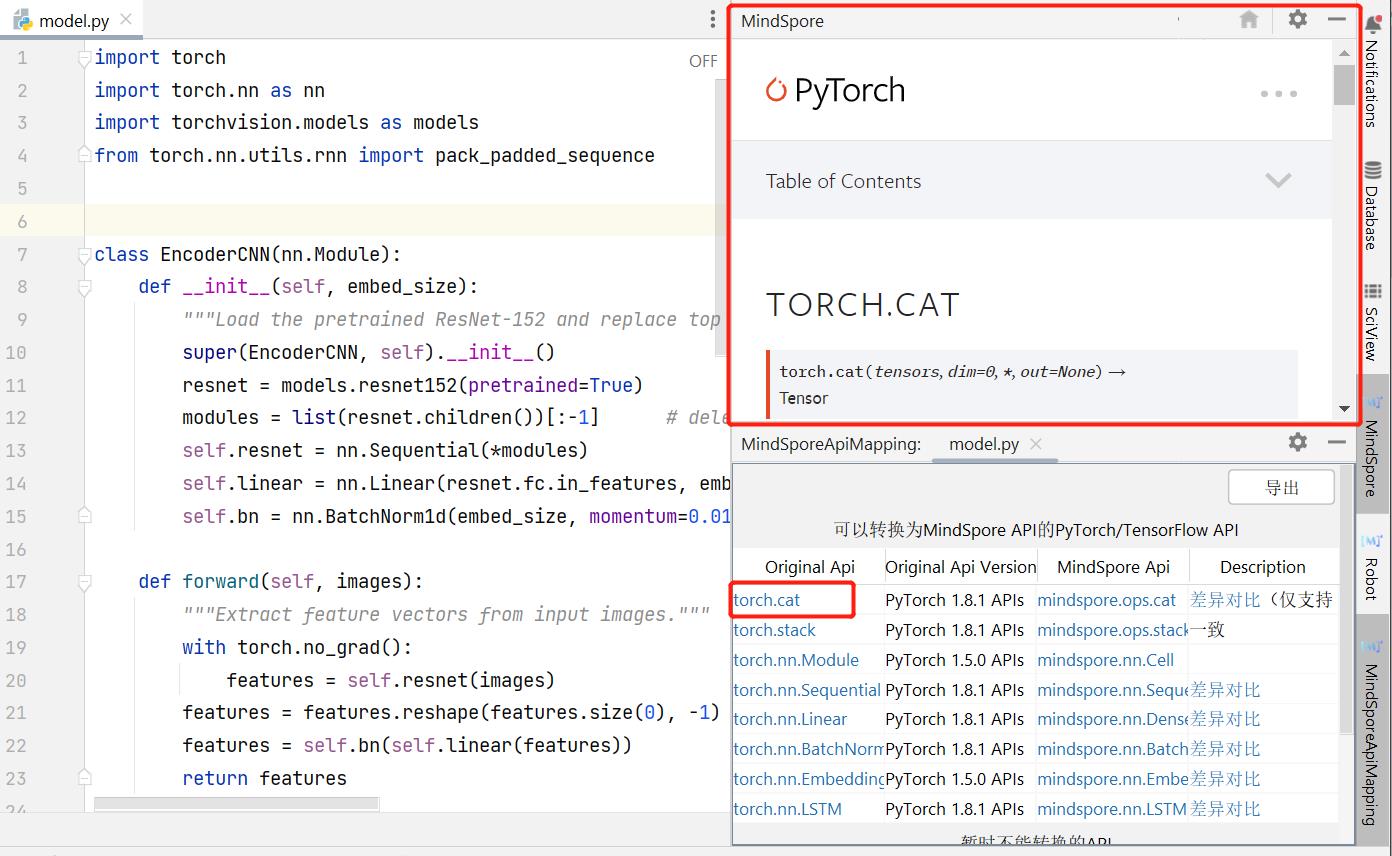 model.py
1 import torch
2 import torch.nn as nn
3 import torchvision.models as models
4 from torch.nn.utils.rnn import pack_padded_sequence
5
6
7 class EncoderCNN(nn.Module):
8 def __init__(self, embed_size):
9 """Load the pretrained ResNet-152 and replace top
10 super(EncoderCNN, self).__init__()
11 resnet = models.resnet152(pretrained=True)
12 modules = list(resnet.children())[:-1] # dele
13 self.resnet = nn.Sequential(*modules)
14 self.linear = nn.Linear(resnet.fc.in_features, emb
15 self.bn = nn.BatchNorm1d(embed_size, momentum=0.01
16
17 def forward(self, images):
18 """Extract feature vectors from input images."""
19 with torch.no_grad():
20 features = self.resnet(images)
21 features = features.reshape(features.size(0), -1)
22 features = self.bn(self.linear(features))
23 return features
24
OFF
MindSpore
PyTorch
Table of Contents
TORCH.CAT
torch.cat(tensors, dim=0, *, out=None) →
Tensor
MindSporeApiMapping: model.py
导出
可以转换为MindSpore API的PyTorch/TensorFlow API
Original Api Original Api Version MindSpore Api Description
torch.cat PyTorch 1.8.1 APIs mindspore.ops.cat 差异对比（仅支持
torch.stack PyTorch 1.8.1 APIs mindspore.ops.stack 一致
torch.nn.Module PyTorch 1.5.0 APIs mindspore.nn.Cell
torch.nn.Sequential PyTorch 1.8.1 APIs mindspore.nn.Seque 差异对比
torch.nn.Linear PyTorch 1.8.1 APIs mindspore.nn.Dense 差异对比
torch.nn.BatchNorm PyTorch 1.8.1 APIs mindspore.nn.Batch 差异对比
torch.nn.Embedding PyTorch 1.5.0 APIs mindspore.nn.Embe 差异对比
torch.nn.LSTM PyTorch 1.8.1 APIs mindspore.nn.LSTM 差异对比
暂时不能转换的API
Notifications
Database
SciView
MindSpore
Robot
MindSporeApiMapping